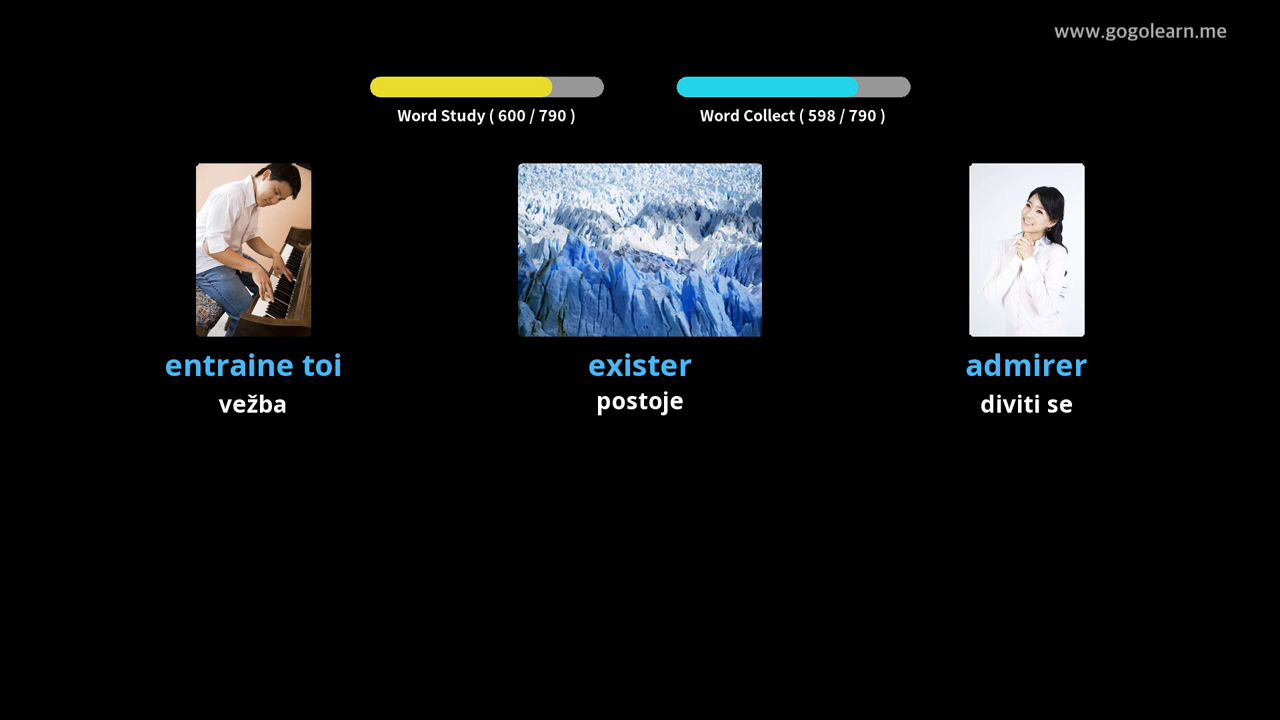 www.gogolearn.me
Word Study ( 600 / 790 )
Word Collect ( 598 / 790 )
entraine toi
vežba
exister
postoje
admirer
diviti se